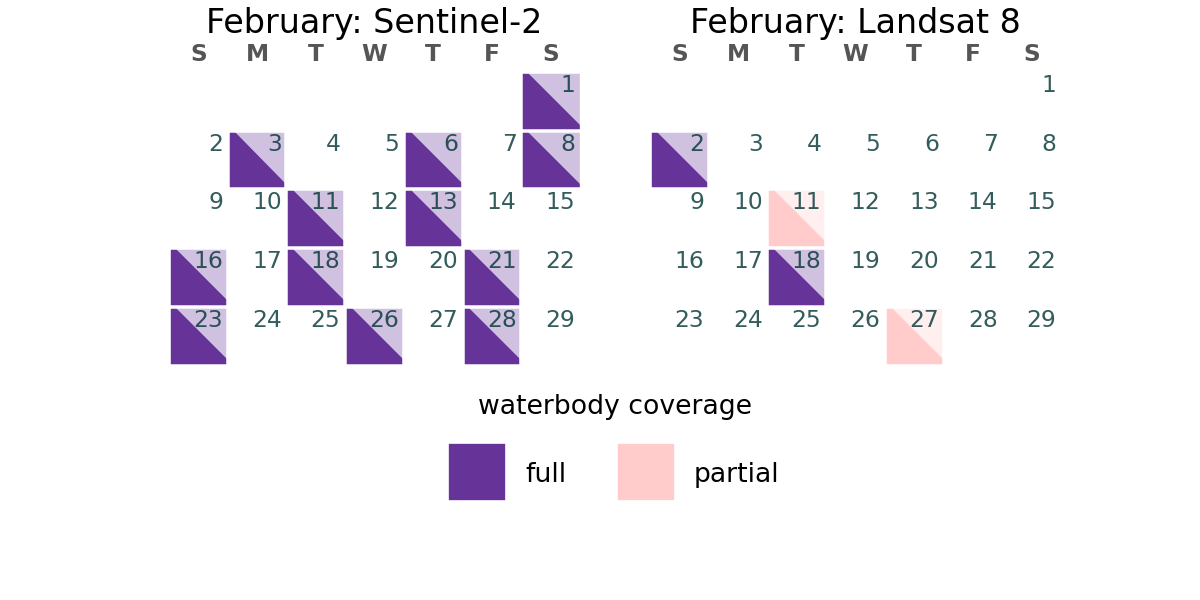 February: Sentinel-2
S M T W T F S
1
2 3 4 5 6 7 8
9 10 11 12 13 14 15
16 17 18 19 20 21 22
23 24 25 26 27 28 29
February: Landsat 8
S M T W T F S
1
2 3 4 5 6 7 8
9 10 11 12 13 14 15
16 17 18 19 20 21 22
23 24 25 26 27 28 29
waterbody coverage
full partial